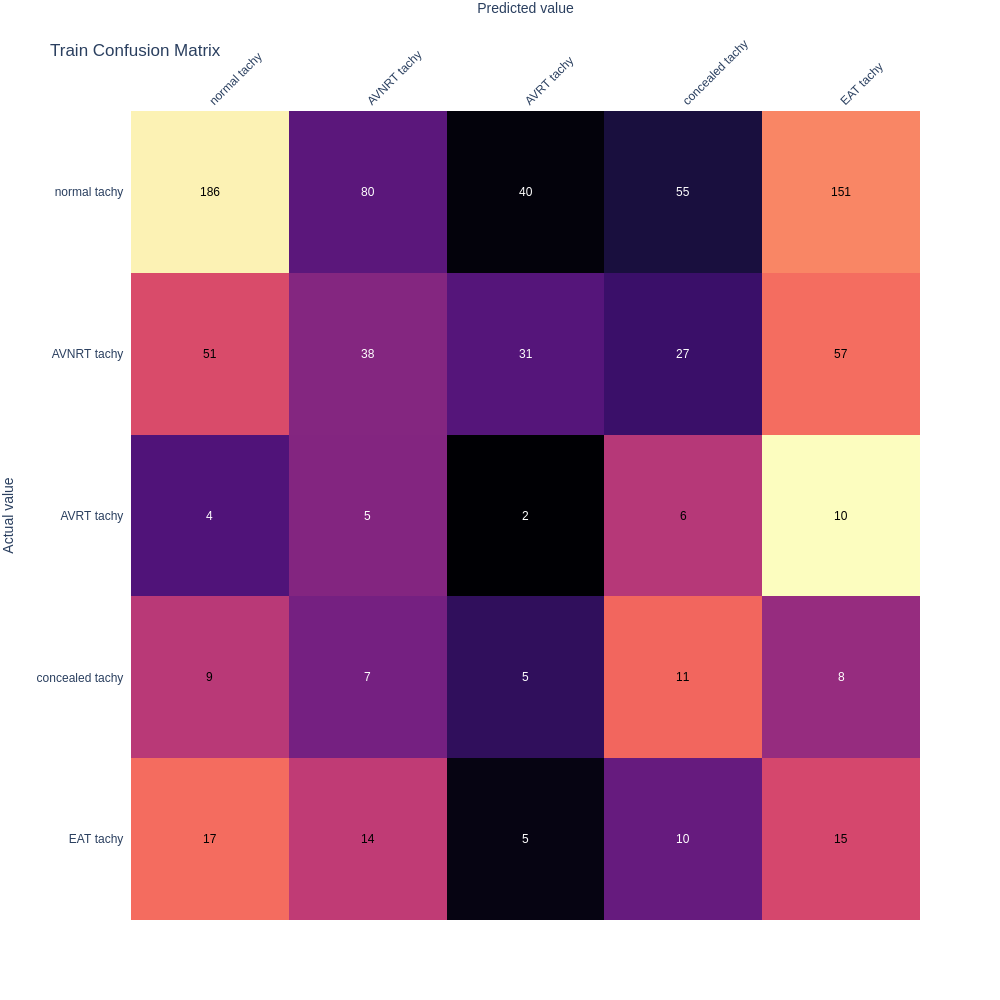 Predicted value
Train Confusion Matrix
normal tachy AVNRT tachy AVRT tachy concealed tachy EAT tachy
normal tachy 186 80 40 55 151
AVNRT tachy 51 38 31 27 57
Actual value
AVRT tachy 4 5 2 6 10
concealed tachy 9 7 5 11 8
EAT tachy 17 14 5 10 15